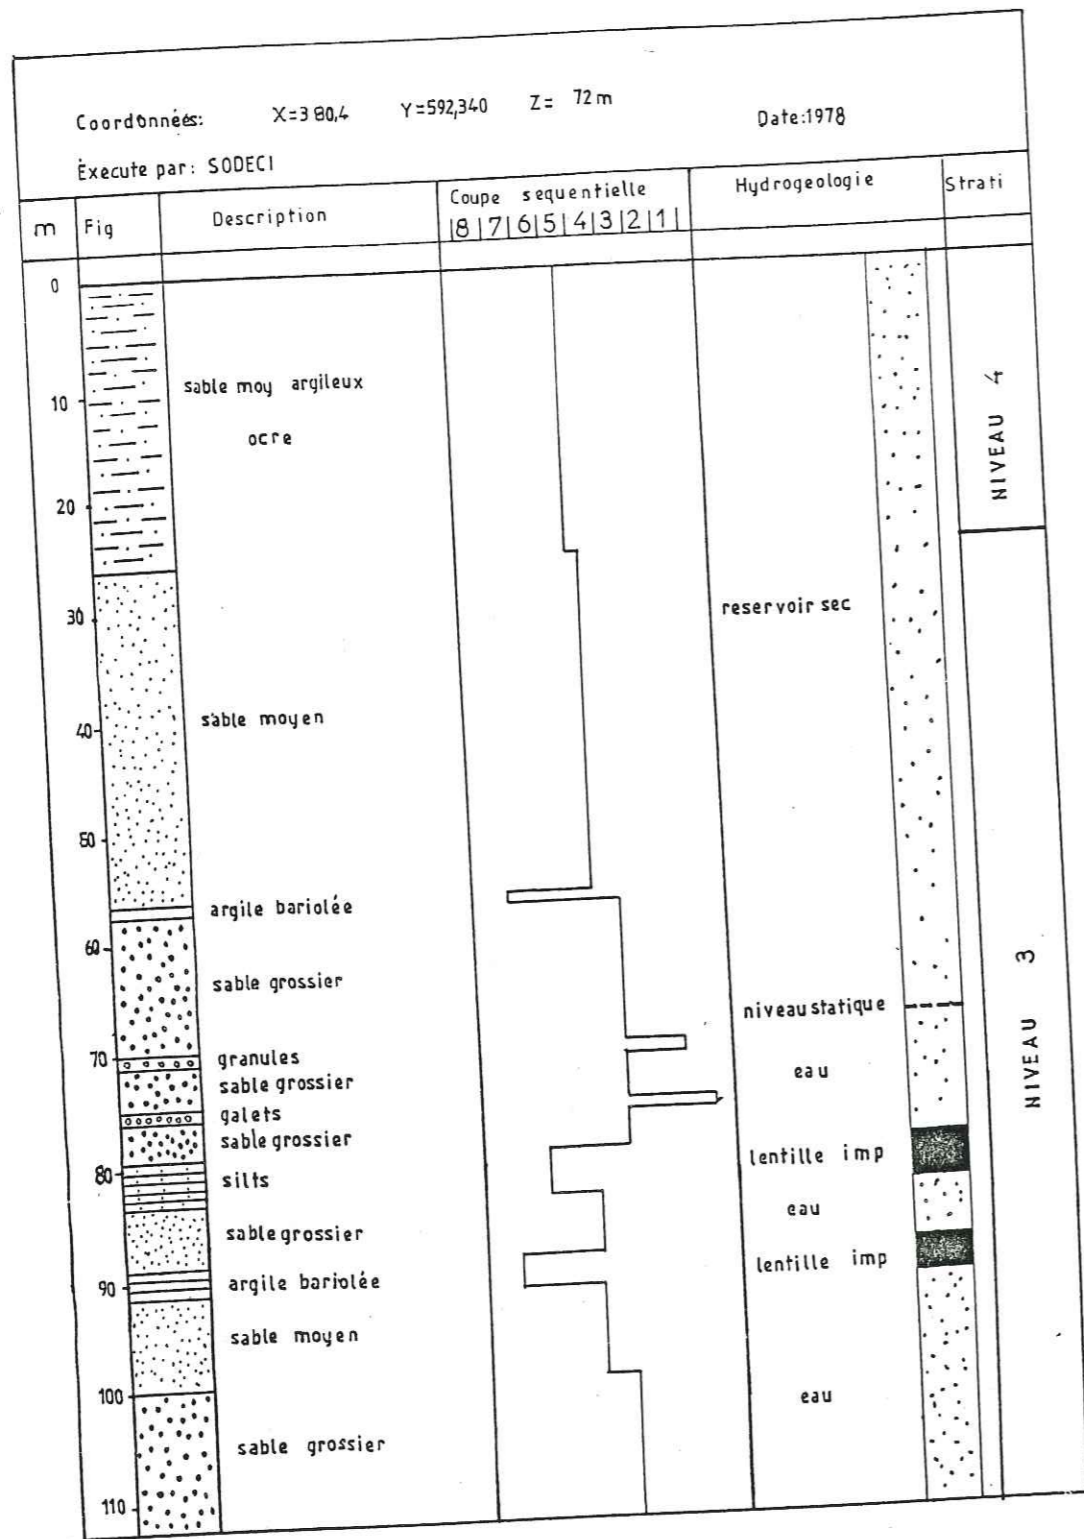 Coordonnées: X=380,4 Y=592,340 Z= 72m
Date:1978
Èxecute par: SODECI
m Fig Description Coupe sequentielle Hydrogeologie Strati
|8|7|6|5|4|3|2|1|
0
sable moy argileux
10
ocre
NIVEAU 4
20
30
reservoir sec
sable moyen
40
50
argile bariolée
60
sable grossier
niveau statique
NIVEAU 3
70
granules
eau
sable grossier
galets
sable grossier
lentille imp
80
silts
eau
sable grossier
lentille imp
90
argile bariolée
sable moyen
100
eau
sable grossier
110